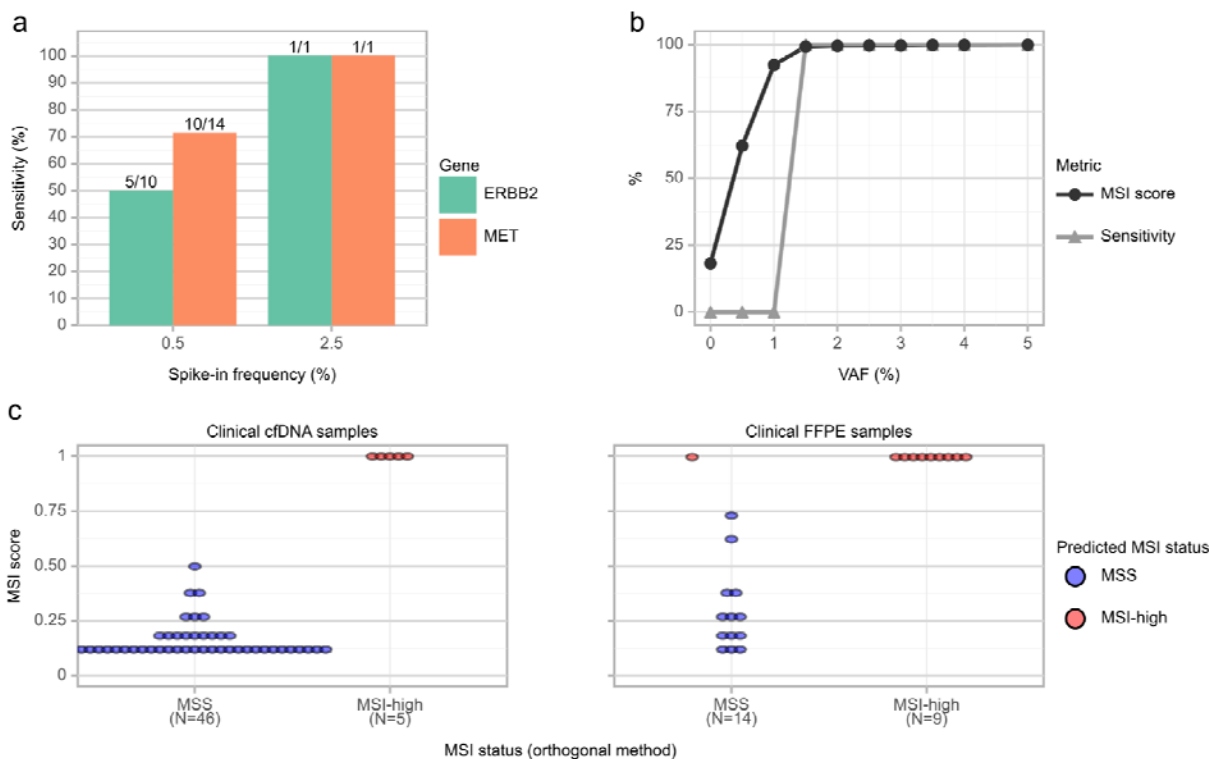 a
1/1 1/1
10/14
5/10
100
90
80
70
60
50
40
30
20
10
0
Sensitivity (%)
0.5 2.5
Spike-in frequency (%)
Gene
ERBB2
MET
b
100
75
50
25
0
%
0 1 2 3 4 5
VAF (%)
Metric
MSI score
Sensitivity
c
Clinical cfDNA samples
Clinical FFPE samples
1
0.75
0.50
0.25
0
MSI score
MSS
(N=46)
MSI-high
(N=5)
MSS
(N=14)
MSI-high
(N=9)
MSI status (orthogonal method)
Predicted MSI status
MSS
MSI-high